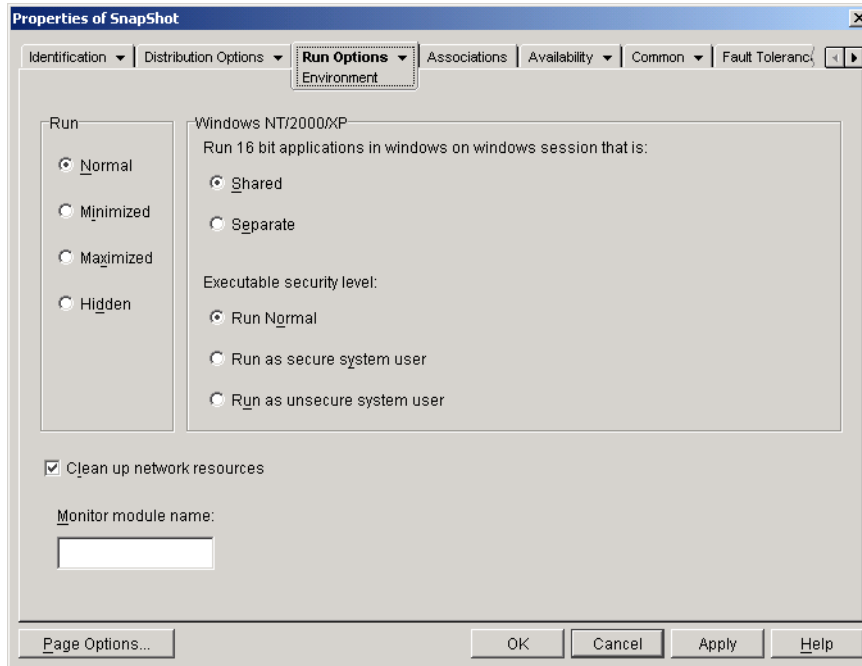 Properties of SnapShot
Identification Distribution Options Run Options Associations Availability Common Fault Toleranc
Environment
Run
Normal
Minimized
Maximized
Hidden
Windows NT/2000/XP
Run 16 bit applications in windows on windows session that is:
Shared
Separate
Executable security level:
Run Normal
Run as secure system user
Run as unsecure system user
Clean up network resources
Monitor module name:
Page Options... OK Cancel Apply Help